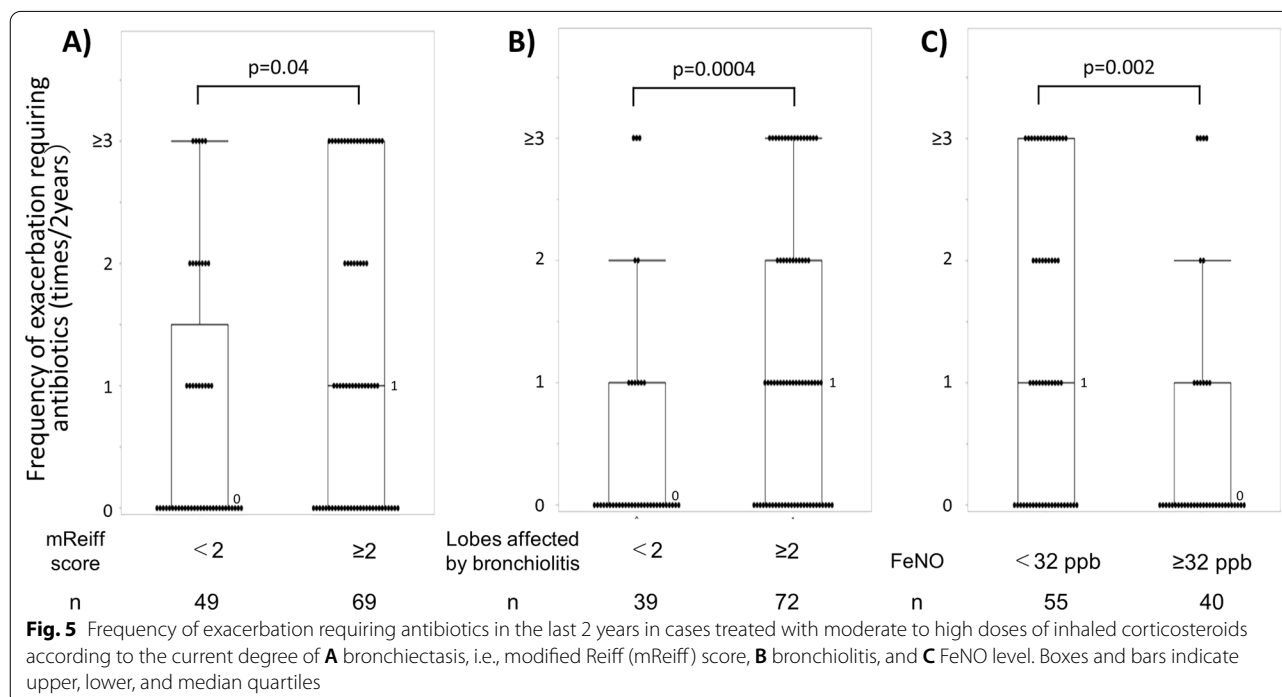 A)
B)
C)
p=0.04
p=0.0004
p=0.002
Frequency of exacerbation requiring
antibiotics (times/2years)
≥3
2
1
0
1
0
≥3
2
1
0
1
0
≥3
2
1
0
1
0
mReiff
score
<2
≥2
Lobes affected
by bronchiolitis
<2
≥2
FeNO
<32 ppb
≥32 ppb
n
49
69
n
39
72
n
55
40
Fig. 5 Frequency of exacerbation requiring antibiotics in the last 2 years in cases treated with moderate to high doses of inhaled corticosteroids
according to the current degree of A bronchiectasis, i.e., modified Reiff (mReiff) score, B bronchiolitis, and C FeNO level. Boxes and bars indicate
upper, lower, and median quartiles